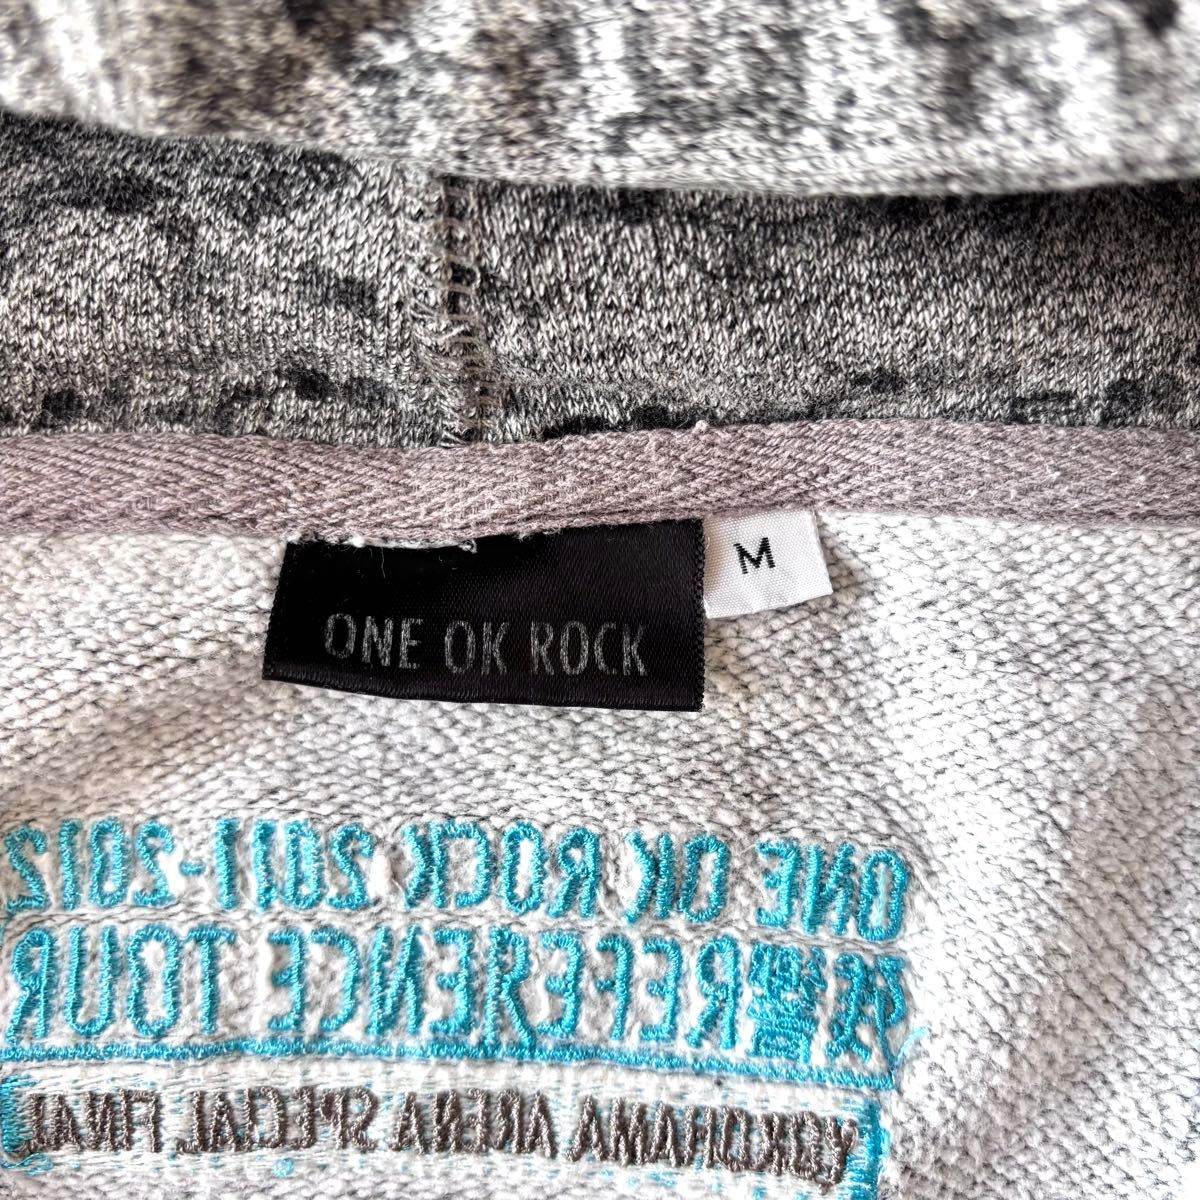 ONE OK ROCK
M
ONE OK ROCK 2011-2012
残響REFERENCE TOUR
YOKOHAMA ARENA SPECIAL FINAL